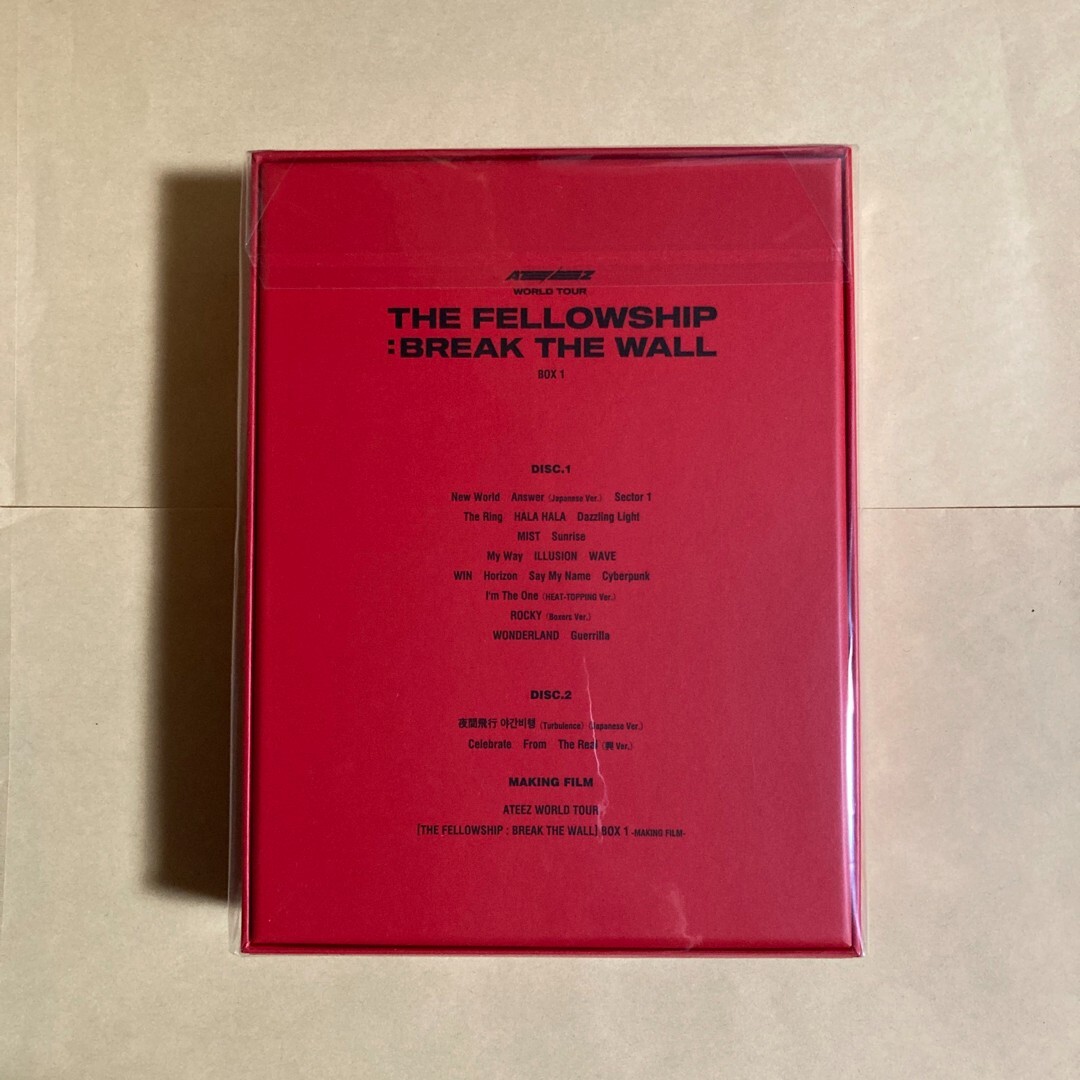 ATEEZ
WORLD TOUR
THE FELLOWSHIP
:BREAK THE WALL
BOX 1
DISC.1
New World Answer (Japanese Ver.) Sector 1
The Ring HALA HALA Dazzling Light
MIST Sunrise
My Way ILLUSION WAVE
WIN Horizon Say My Name Cyberpunk
I'm The One (HEAT-TOPPING Ver.)
ROCKY (Boxers Ver.)
WONDERLAND Guerrilla
DISC.2
夜間飛行 야간비행 (Turbulence) (Japanese Ver.)
Celebrate From The Real (興 Ver.)
MAKING FILM
ATEEZ WORLD TOUR
[THE FELLOWSHIP : BREAK THE WALL] BOX 1 -MAKING FILM-